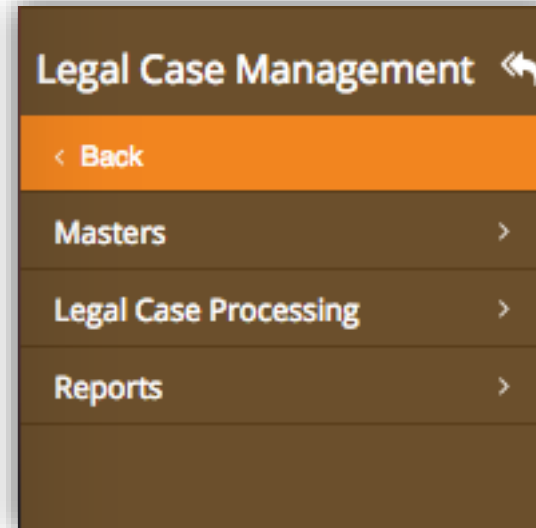 Legal Case Management
Back
Masters
Legal Case Processing
Reports